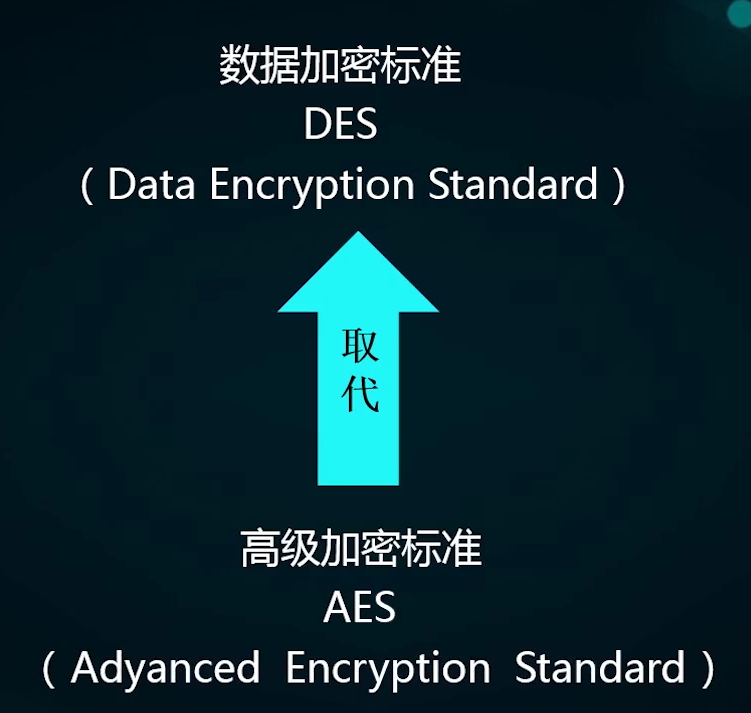 数据加密标准
DES
（Data Encryption Standard）
取
代
高级加密标准
AES
（Adyanced Encryption Standard）